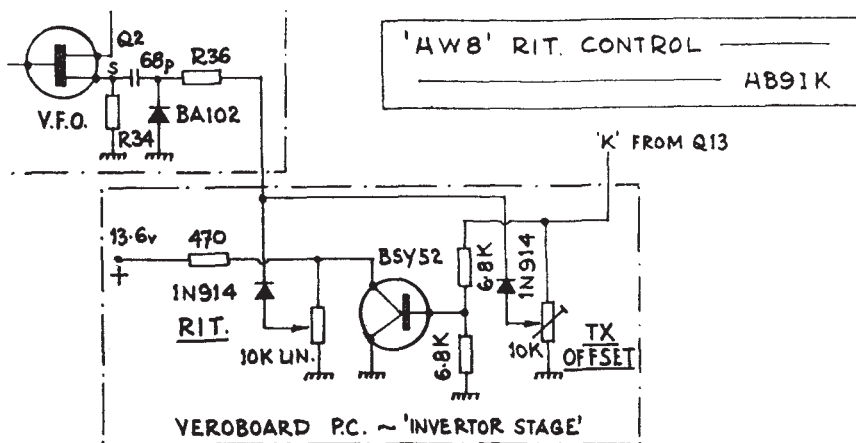 Q2
'HW8' RIT. CONTROL
HB9IK
68p
R36
S
BA102
V.F.O.
R34
'K' FROM Q13
13.6v
+
470
BSY52
6.8K
1N914
1N914
RIT.
10K LIN.
6.8K
10K
TX
OFFSET
VEROBOARD P.C. ~ 'INVERTOR STAGE'